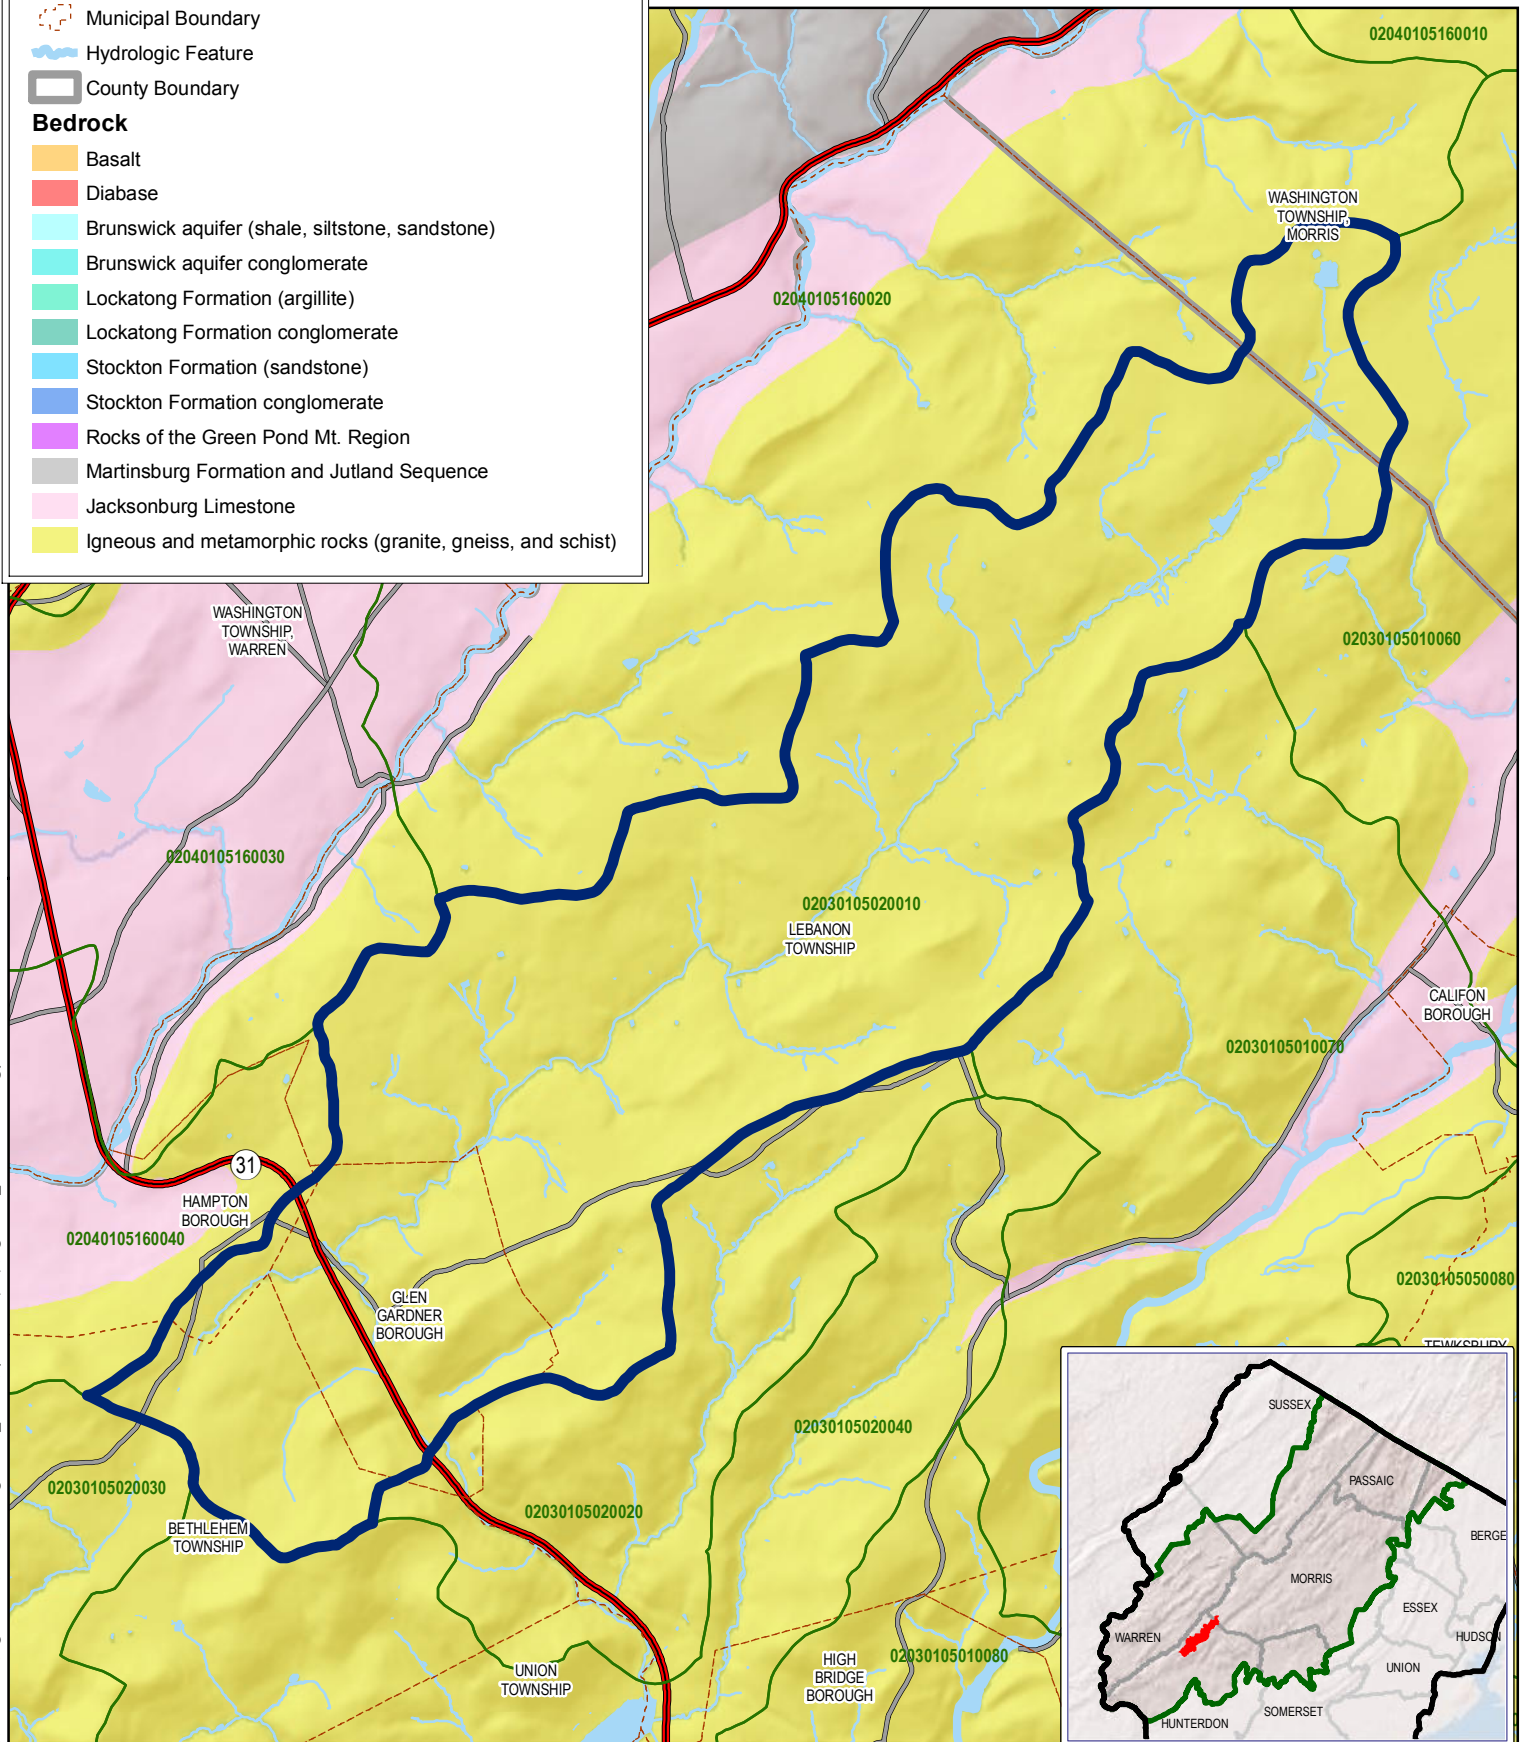 Municipal Boundary
Hydrologic Feature
County Boundary
Bedrock
Basalt
Diabase
Brunswick aquifer (shale, siltstone, sandstone)
Brunswick aquifer conglomerate
Lockatong Formation (argillite)
Lockatong Formation conglomerate
Stockton Formation (sandstone)
Stockton Formation conglomerate
Rocks of the Green Pond Mt. Region
Martinsburg Formation and Jutland Sequence
Jacksonburg Limestone
Igneous and metamorphic rocks (granite, gneiss, and schist)
02040105160010
WASHINGTON
TOWNSHIP,
MORRIS
02040105160020
WASHINGTON
TOWNSHIP,
WARREN
02030105010060
02040105160030
02030105020010
LEBANON
TOWNSHIP
CALIFON
BOROUGH
02030105010070
31
HAMPTON
BOROUGH
02040105160040
GLEN
GARDNER
BOROUGH
02030105050080
TEWKSBURY
02030105020040
02030105020030
02030105020020
BETHLEHEM
TOWNSHIP
02030105010080
UNION
TOWNSHIP
HIGH
BRIDGE
BOROUGH
SUSSEX
PASSAIC
BERGE
MORRIS
ESSEX
WARREN
HUDSON
UNION
SOMERSET
HUNTERDON